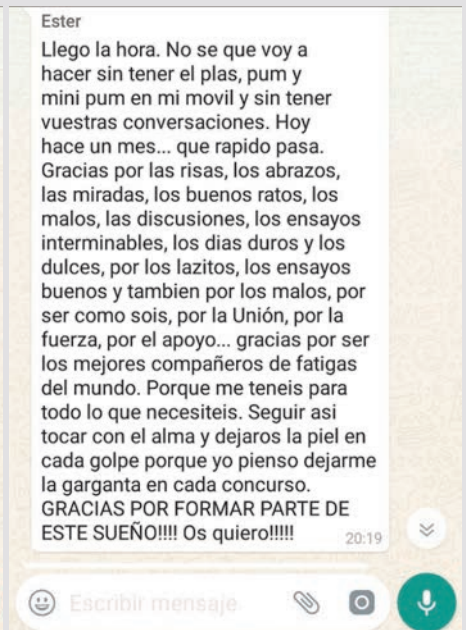 Ester
Llego la hora. No se que voy a
hacer sin tener el plas, pum y
mini pum en mi movil y sin tener
vuestras conversaciones. Hoy
hace un mes... que rapido pasa.
Gracias por las risas, los abrazos,
las miradas, los buenos ratos, los
malos, las discusiones, los ensayos
interminables, los dias duros y los
dulces, por los lazitos, los ensayos
buenos y tambien por los malos, por
ser como sois, por la Unión, por la
fuerza, por el apoyo... gracias por ser
los mejores compañeros de fatigas
del mundo. Porque me teneis para
todo lo que necesiteis. Seguir asi
tocar con el alma y dejaros la piel en
cada golpe porque yo pienso dejarme
la garganta en cada concurso.
GRACIAS POR FORMAR PARTE DE
ESTE SUEÑO!!!! Os quiero!!!!! 20:19
Escribir mensaje